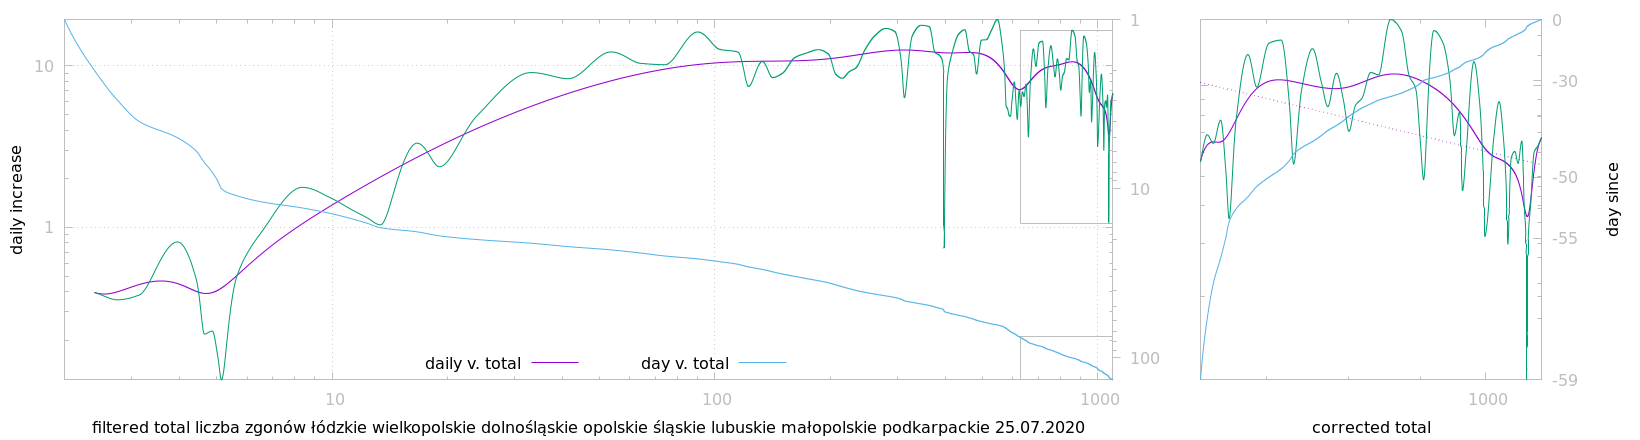 daily increase
10
1
daily v. total
day v. total
1
10
100
10
100
1000
filtered total liczba zgonów łódzkie wielkopolskie dolnośląskie opolskie śląskie lubuskie małopolskie podkarpackie 25.07.2020
0
-30
-50
-55
-59
day since
1000
corrected total